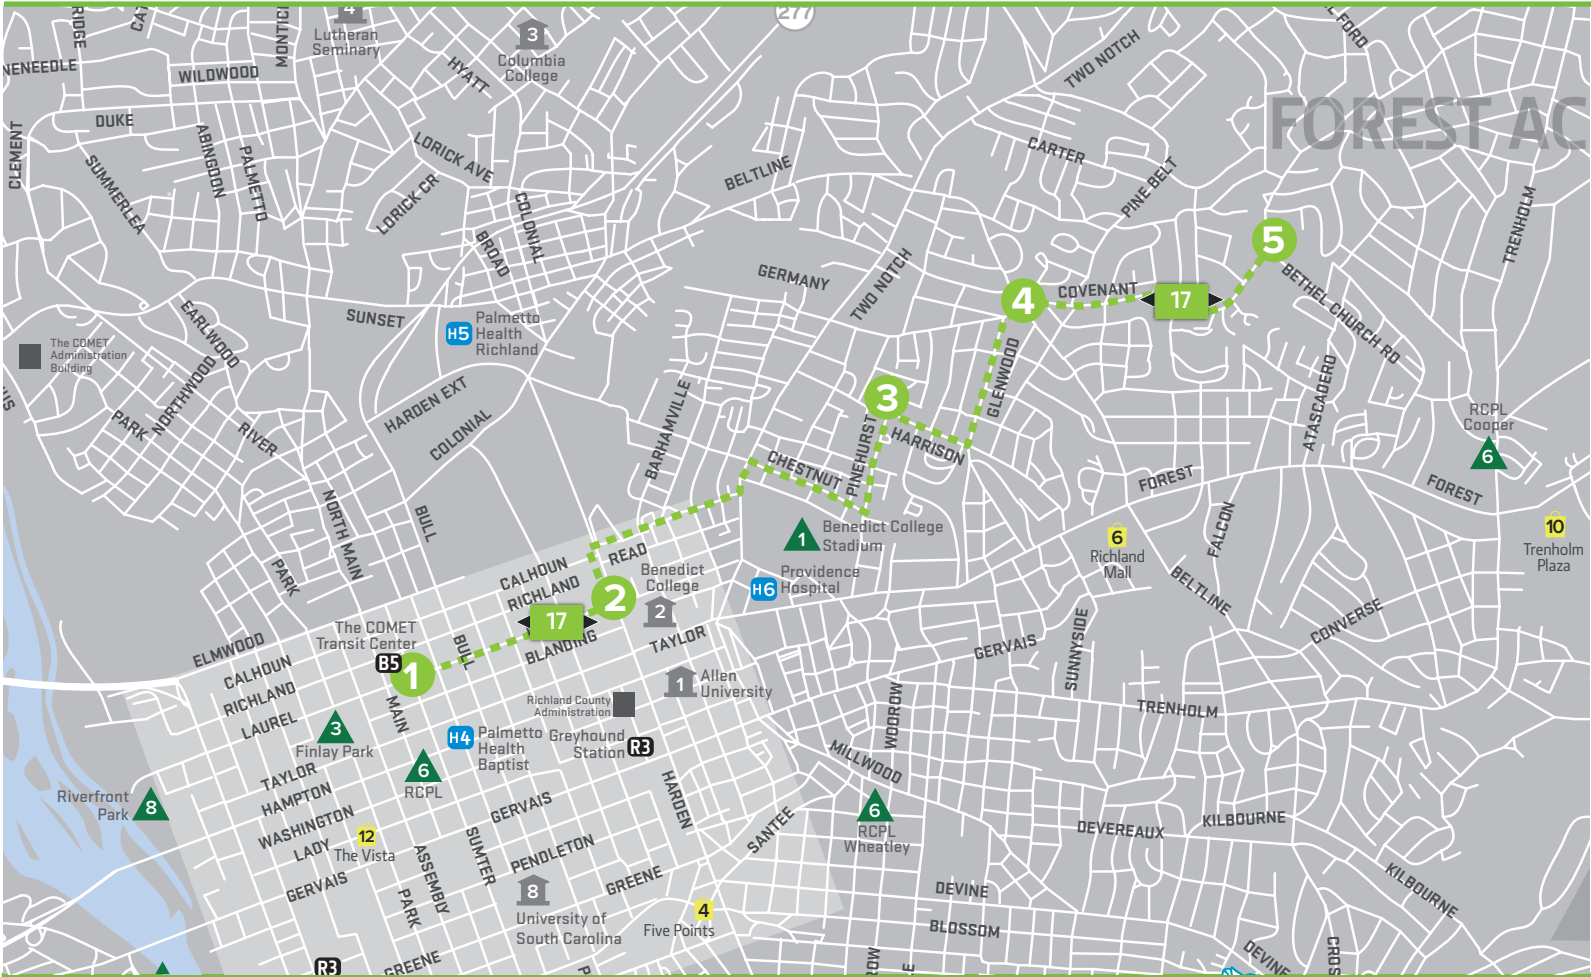 277
RIDGE
MONTIC
4
Lutheran
Seminary
3
Columbia
College
L FORD
TWO NOTCH
NENEEDLE
WILDWOOD
HYATT
FOREST AC
DUKE
CLEMENT
SUMMERLEA
ABINGDON
PALMETTO
LORICK AVE
LORICK CR
COLONIAL
BROAD
BELTLINE
CARTER
PINE BELT
TRENHOLM
GERMANY
TWO NOTCH
5
BETHEL CHURCH RD
4
COVENANT
17
EARLWOOD
SUNSET
H5
Palmetto
Health
Richland
The COMET
Administration
Building
NORTHWOOD
PARK
RIVER
HARDEN EXT
COLONIAL
BARHAMVILLE
3
GLENWOOD
PINEHURST
HARRISON
CHESTNUT
ATASCADERO
RCPL
Cooper
6
FOREST
FOREST
NORTH MAIN
BULL
PARK
1
Benedict College
Stadium
6
Richland
Mall
FALCON
10
Trenholm
Plaza
BELTLINE
CONVERSE
CALHOUN
READ
RICHLAND
Benedict
College
2
2
H6
Providence
Hospital
17
BLANDING
TAYLOR
The COMET
Transit Center
B5
1
BULL
ELMWOOD
CALHOUN
RICHLAND
LAUREL
MAIN
GERVAIS
SUNNYSIDE
1
Allen
University
Richland County
Administration
WOODROW
TRENHOLM
3
Finlay Park
H4
Palmetto
Health
Baptist
Greyhound
Station
R3
6
RCPL
MILLWOOD
TAYLOR
HAMPTON
WASHINGTON
LADY
GERVAIS
Riverfront
Park
8
12
The Vista
GERVAIS
HARDEN
SANTEE
6
RCPL
Wheatley
DEVEREAUX
KILBOURNE
KILBOURNE
ASSEMBLY
SUMTER
PENDLETON
PARK
GREENE
8
University of
South Carolina
4
Five Points
DEVINE
BLOSSOM
DEVINE
CROS
R3
GREENE